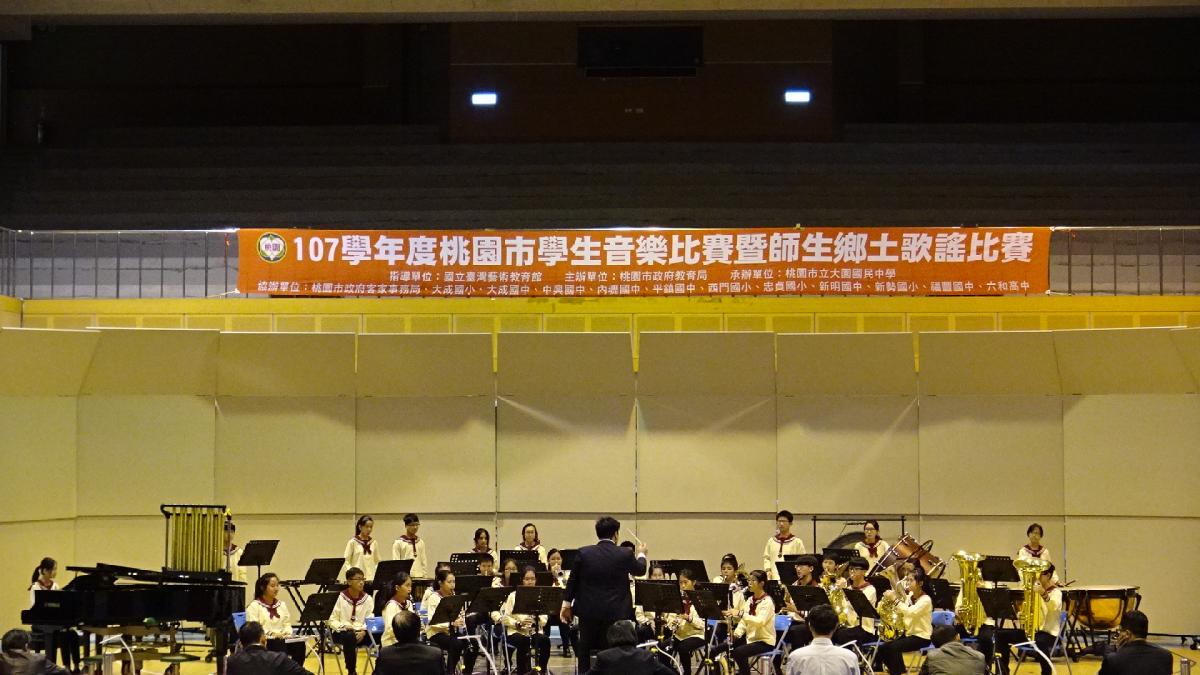 桃園
107學年度桃園市學生音樂比賽暨師生鄉土歌謠比賽
指導單位：國立臺灣藝術教育館 主辦單位：桃園市政府教育局 承辦單位：桃園市立大園國民中學
協辦單位：桃園市政府客家事務局、大成國小、大成國中、中興國中、內壢國中、平鎮國中、西門國小、忠貞國小、新明國中、新勢國小、福豐國中、六和高中